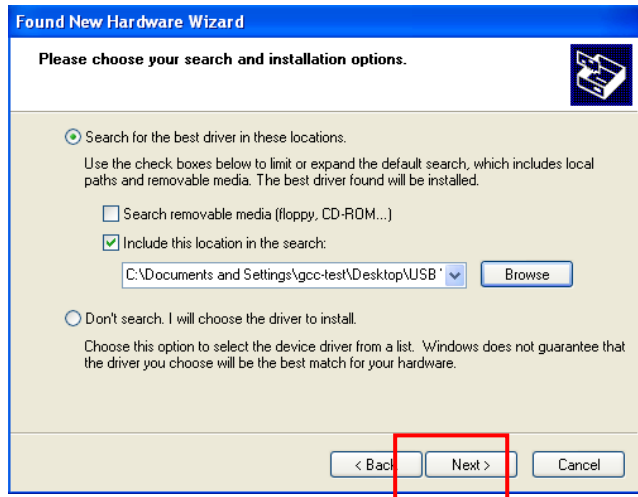 Found New Hardware Wizard
Please choose your search and installation options.
Search for the best driver in these locations.
Use the check boxes below to limit or expand the default search, which includes local
paths and removable media. The best driver found will be installed.
Search removable media (floppy, CD-ROM...)
Include this location in the search:
C:\Documents and Settings\gcc-test\Desktop\USB ' Browse
Don't search. I will choose the driver to install.
Choose this option to select the device driver from a list. Windows does not guarantee that
the driver you choose will be the best match for your hardware.
< Back Next > Cancel